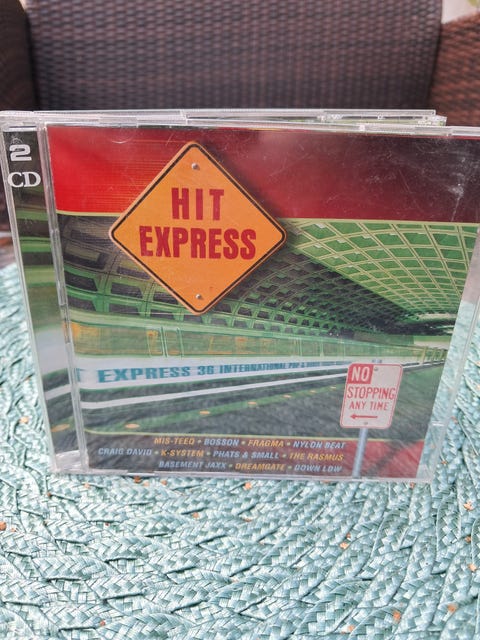 2
CD
HIT
EXPRESS
EXPRESS 36 INTERNATIONAL POP &
NO
STOPPING
ANY TIME
MIS-TEEQ • BOSSON • FRAGMA • NYLON BEAT
CRAIG DAVID • K-SYSTEM • PHATS & SMALL • THE RASMUS
BASEMENT JAXX • DREAMGATE • DOWN LOW